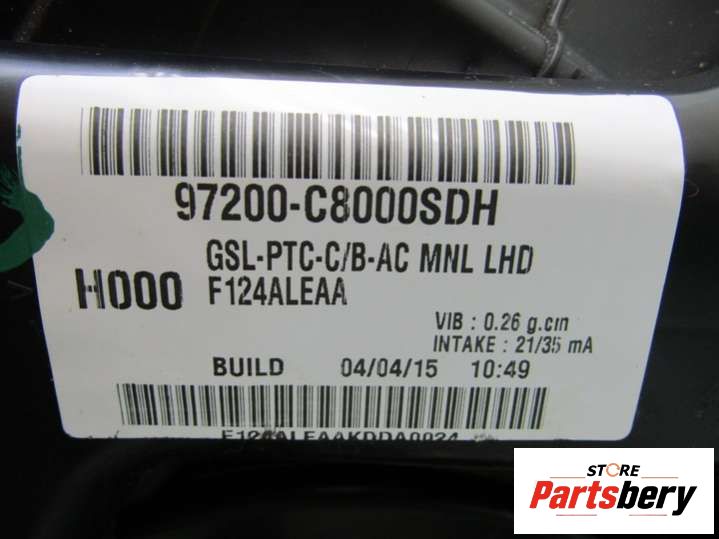 97200-C8000SDH
GSL-PTC-C/B-AC MNL LHD
H000 F124ALEAA
VIB : 0.26 g.cm
INTAKE : 21/35 mA
BUILD 04/04/15 10:49
F124ALEAAKDDA0024
STORE
Partsbery